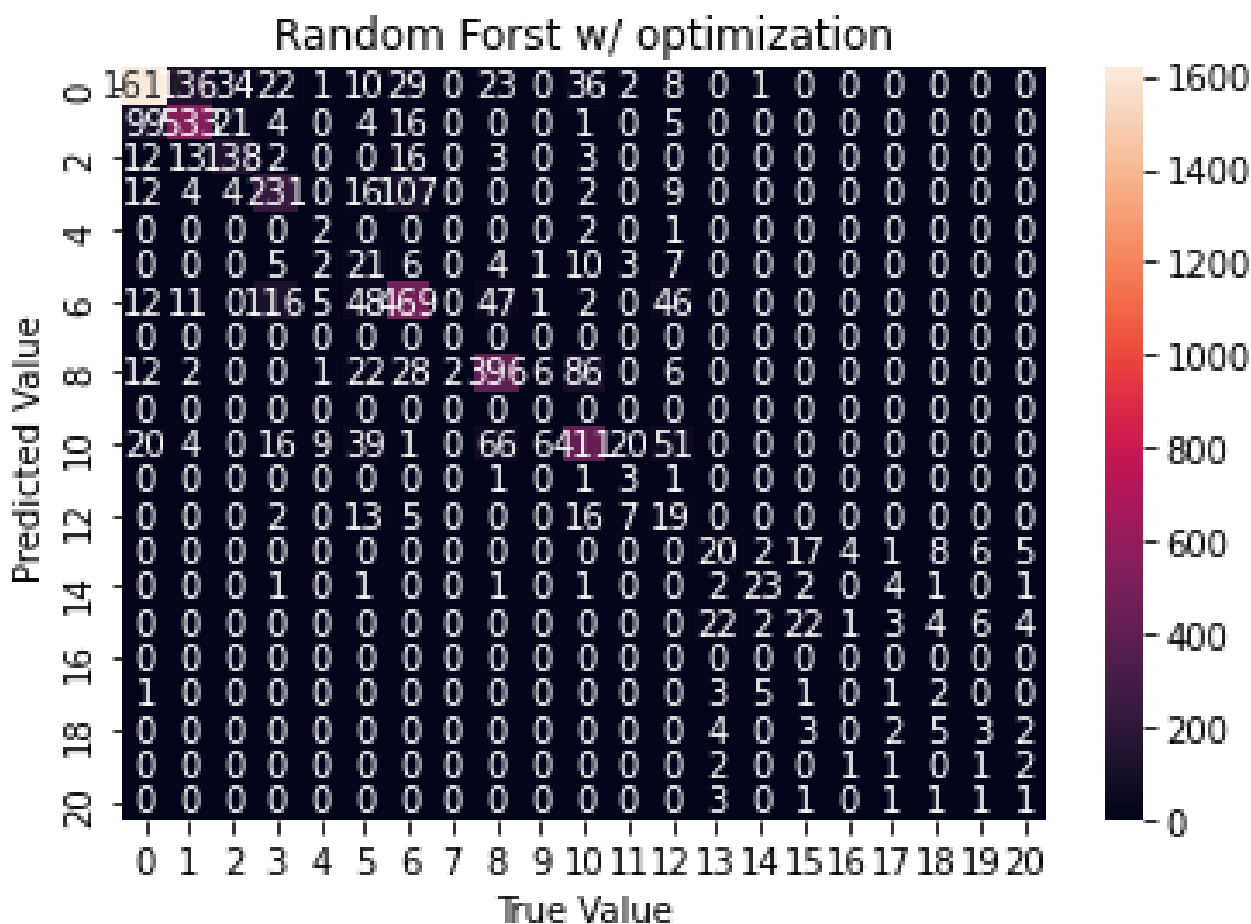 Random Forst w/ optimization
0 136 34 22 1 10 29 0 23 0 36 2 8 0 1 0 0 0 0 0 0
99 533 21 4 0 4 16 0 0 0 1 0 5 0 0 0 0 0 0 0 0
2 12 13 138 2 0 0 16 0 3 0 3 0 0 0 0 0 0 0 0 0 0
12 4 4 231 0 16 107 0 0 0 2 0 9 0 0 0 0 0 0 0 0
4 0 0 0 0 2 0 0 0 0 0 2 0 1 0 0 0 0 0 0 0 0
0 0 0 5 2 21 6 0 4 1 10 3 7 0 0 0 0 0 0 0 0
6 12 11 0 116 5 48 469 0 47 1 2 0 46 0 0 0 0 0 0 0 0
0 0 0 0 0 0 0 0 0 0 0 0 0 0 0 0 0 0 0 0 0
8 12 2 0 0 1 22 28 2 396 6 86 0 6 0 0 0 0 0 0 0 0
0 0 0 0 0 0 0 0 0 0 0 0 0 0 0 0 0 0 0 0 0
10 20 4 0 16 9 39 1 0 66 6 411 20 51 0 0 0 0 0 0 0 0
0 0 0 0 0 0 0 0 1 0 1 3 1 0 0 0 0 0 0 0 0
12 0 0 0 2 0 13 5 0 0 0 16 7 19 0 0 0 0 0 0 0 0
0 0 0 0 0 0 0 0 0 0 0 0 0 20 2 17 4 1 8 6 5
14 0 0 0 1 0 1 0 0 1 0 1 0 0 2 23 2 0 4 1 0 1
0 0 0 0 0 0 0 0 0 0 0 0 0 22 2 22 1 3 4 6 4
16 0 0 0 0 0 0 0 0 0 0 0 0 0 0 0 0 0 0 0 0 0
1 0 0 0 0 0 0 0 0 0 0 0 0 3 5 1 0 1 2 0 0
18 0 0 0 0 0 0 0 0 0 0 0 0 0 4 0 3 0 2 5 3 2
0 0 0 0 0 0 0 0 0 0 0 0 0 2 0 0 1 1 0 1 2
20 0 0 0 0 0 0 0 0 0 0 0 0 0 3 0 1 0 1 1 1 1
0 1 2 3 4 5 6 7 8 9 10 11 12 13 14 15 16 17 18 19 20
True Value
Predicted Value
1600
1400
1200
1000
800
600
400
200
0